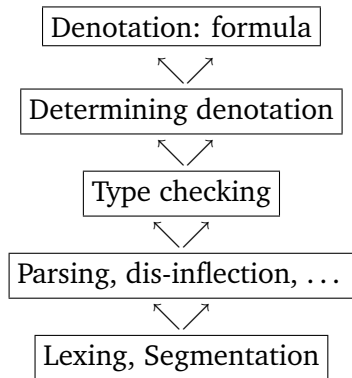 Denotation: formula
Determining denotation
Type checking
Parsing, dis-inflection, ...
Lexing, Segmentation